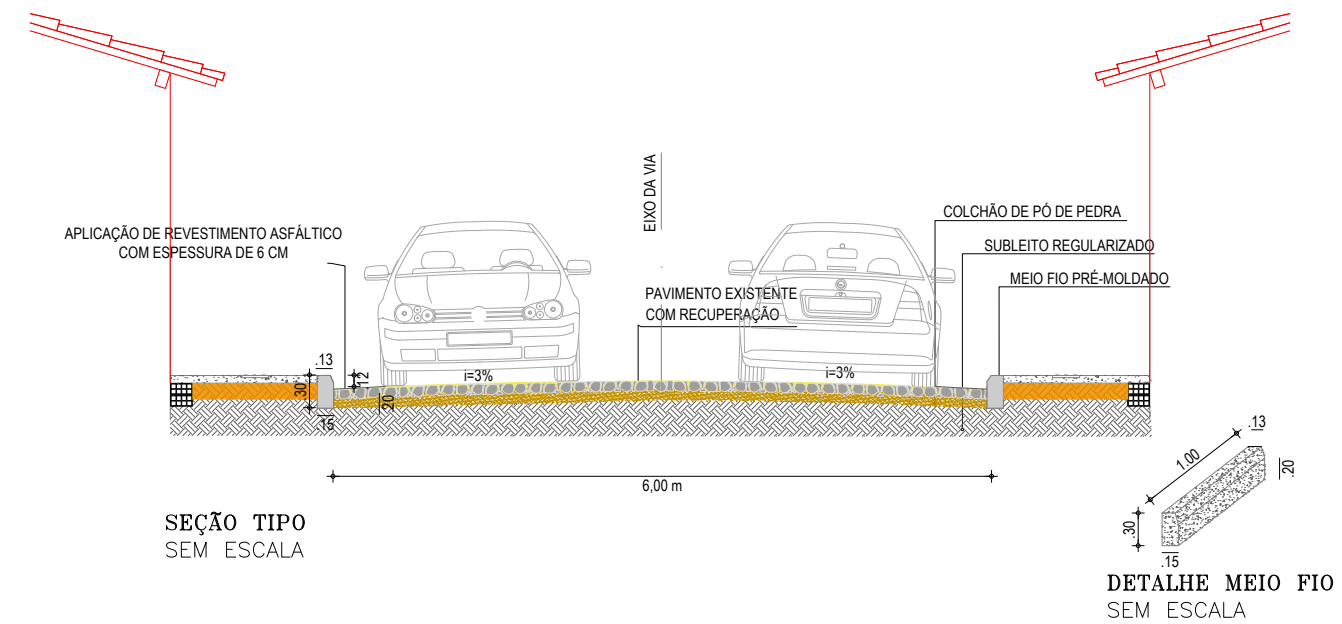 EIXO DA VIA
APLICAÇÃO DE REVESTIMENTO ASFÁLTICO
COM ESPESSURA DE 6 CM
COLCHÃO DE PÓ DE PEDRA
SUBLEITO REGULARIZADO
MEIO FIO PRÉ-MOLDADO
PAVIMENTO EXISTENTE
COM RECUPERAÇÃO
.13
.30
12
i=3%
i=3%
.20
.15
6,00 m
SEÇÃO TIPO
SEM ESCALA
.13
1.00
.20
.30
.15
DETALHE MEIO FIO
SEM ESCALA